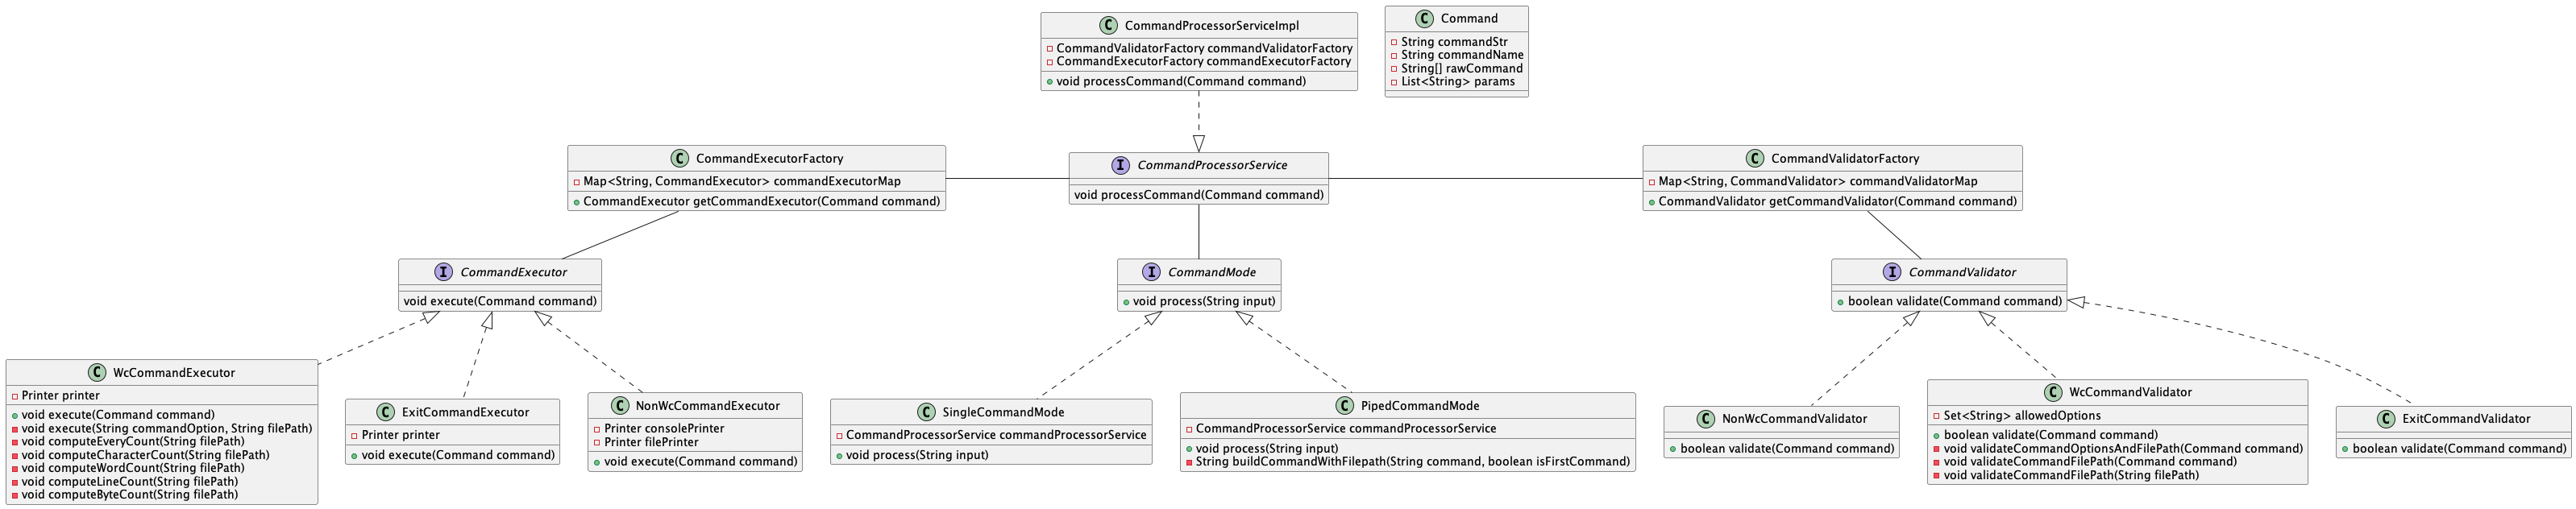 C CommandProcessorServiceImpl
CommandValidatorFactory commandValidatorFactory
CommandExecutorFactory commandExecutorFactory
void processCommand(Command command)
C Command
String commandStr
String commandName
String[] rawCommand
List<String> params
C CommandExecutorFactory
Map<String, CommandExecutor> commandExecutorMap
CommandExecutor getCommandExecutor(Command command)
I CommandProcessorService
void processCommand(Command command)
C CommandValidatorFactory
Map<String, CommandValidator> commandValidatorMap
CommandValidator getCommandValidator(Command command)
I CommandExecutor
void execute(Command command)
I CommandMode
void process(String input)
I CommandValidator
boolean validate(Command command)
C WcCommandExecutor
Printer printer
void execute(Command command)
void execute(String commandOption, String filePath)
void computeEveryCount(String filePath)
void computeCharacterCount(String filePath)
void computeWordCount(String filePath)
void computeLineCount(String filePath)
void computeByteCount(String filePath)
C ExitCommandExecutor
Printer printer
void execute(Command command)
C NonWcCommandExecutor
Printer consolePrinter
Printer filePrinter
void execute(Command command)
C SingleCommandMode
CommandProcessorService commandProcessorService
void process(String input)
C PipedCommandMode
CommandProcessorService commandProcessorService
void process(String input)
String buildCommandWithFilepath(String command, boolean isFirstCommand)
C NonWcCommandValidator
boolean validate(Command command)
C WcCommandValidator
Set<String> allowedOptions
boolean validate(Command command)
void validateCommandOptionsAndFilePath(Command command)
void validateCommandFilePath(Command command)
void validateCommandFilePath(String filePath)
C ExitCommandValidator
boolean validate(Command command)